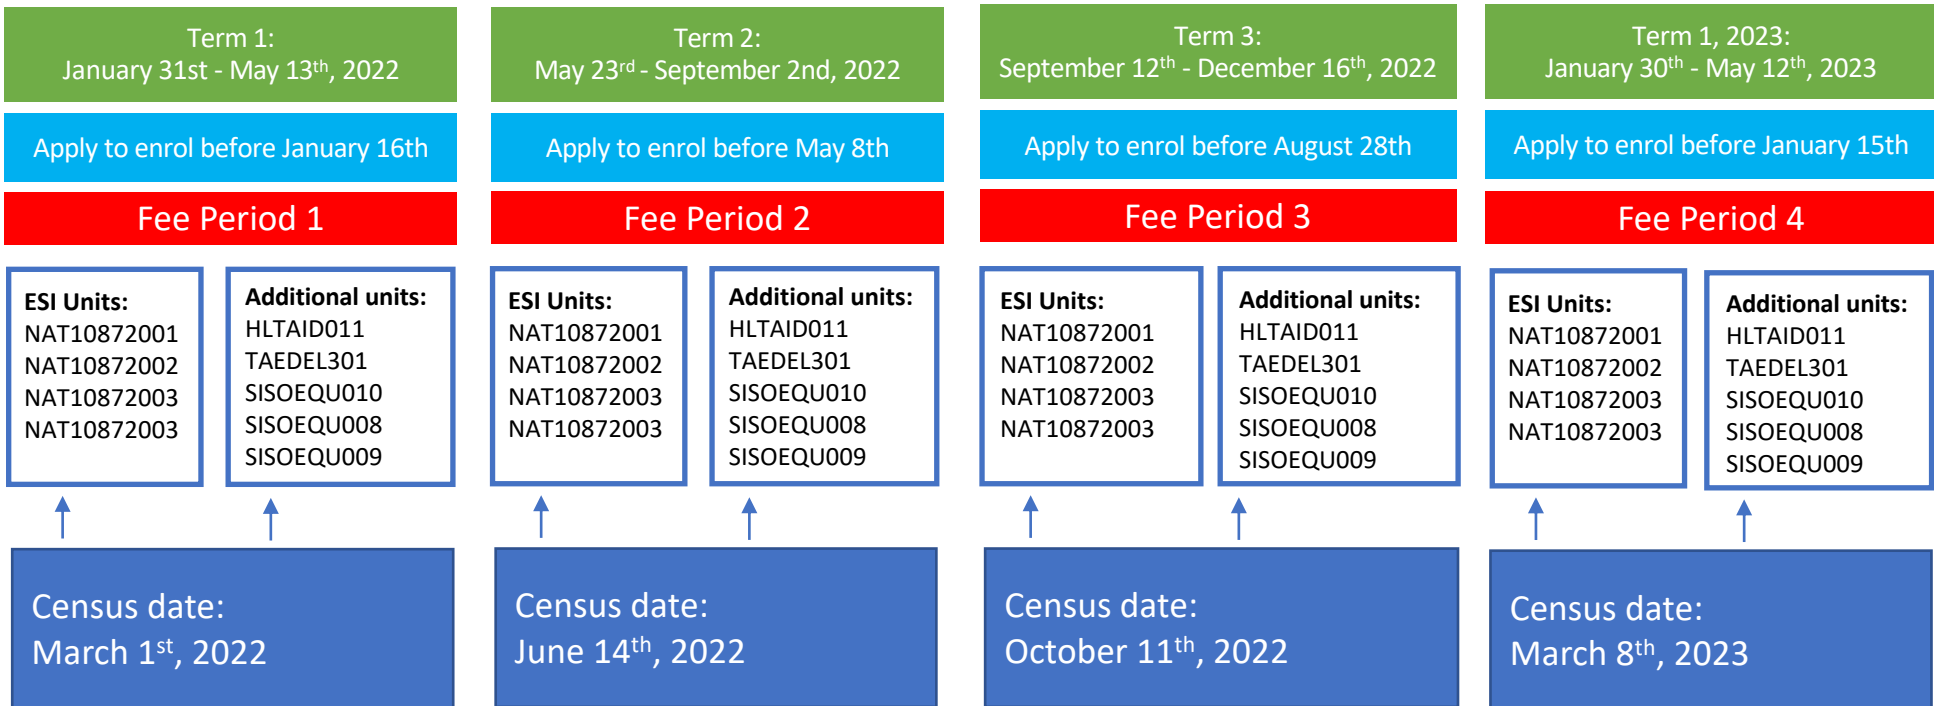 Term 1:
January 31st - May 13th, 2022
Apply to enrol before January 16th
Fee Period 1
ESI Units:
NAT10872001
NAT10872002
NAT10872003
NAT10872003
Additional units:
HLTAID011
TAEDEL301
SISOEQU010
SISOEQU008
SISOEQU009
Census date:
March 1st, 2022
Term 2:
May 23rd - September 2nd, 2022
Apply to enrol before May 8th
Fee Period 2
ESI Units:
NAT10872001
NAT10872002
NAT10872003
NAT10872003
Additional units:
HLTAID011
TAEDEL301
SISOEQU010
SISOEQU008
SISOEQU009
Census date:
June 14th, 2022
Term 3:
September 12th - December 16th, 2022
Apply to enrol before August 28th
Fee Period 3
ESI Units:
NAT10872001
NAT10872002
NAT10872003
NAT10872003
Additional units:
HLTAID011
TAEDEL301
SISOEQU010
SISOEQU008
SISOEQU009
Census date:
October 11th, 2022
Term 1, 2023:
January 30th - May 12th, 2023
Apply to enrol before January 15th
Fee Period 4
ESI Units:
NAT10872001
NAT10872002
NAT10872003
NAT10872003
Additional units:
HLTAID011
TAEDEL301
SISOEQU010
SISOEQU008
SISOEQU009
Census date:
March 8th, 2023